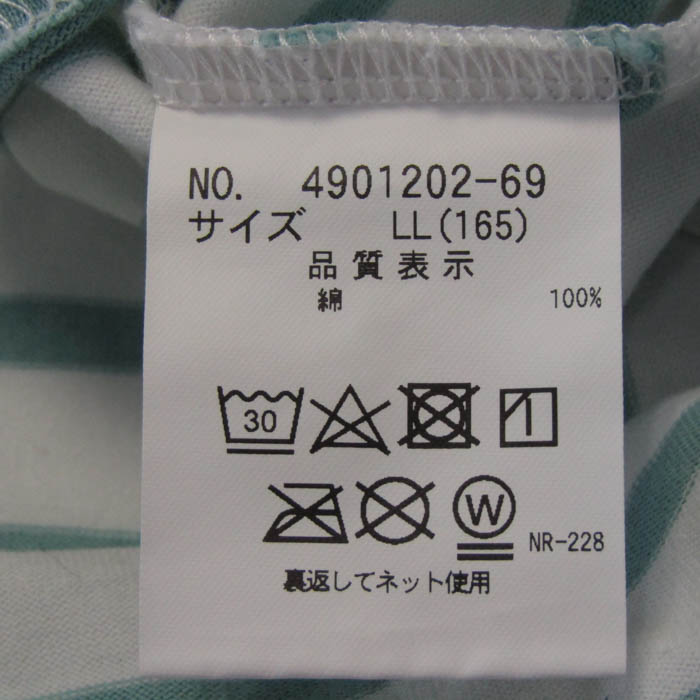 NO. 4901202-69
サイズ LL(165)
品質表示
綿 100%
30
W
NR-228
裏返してネット使用